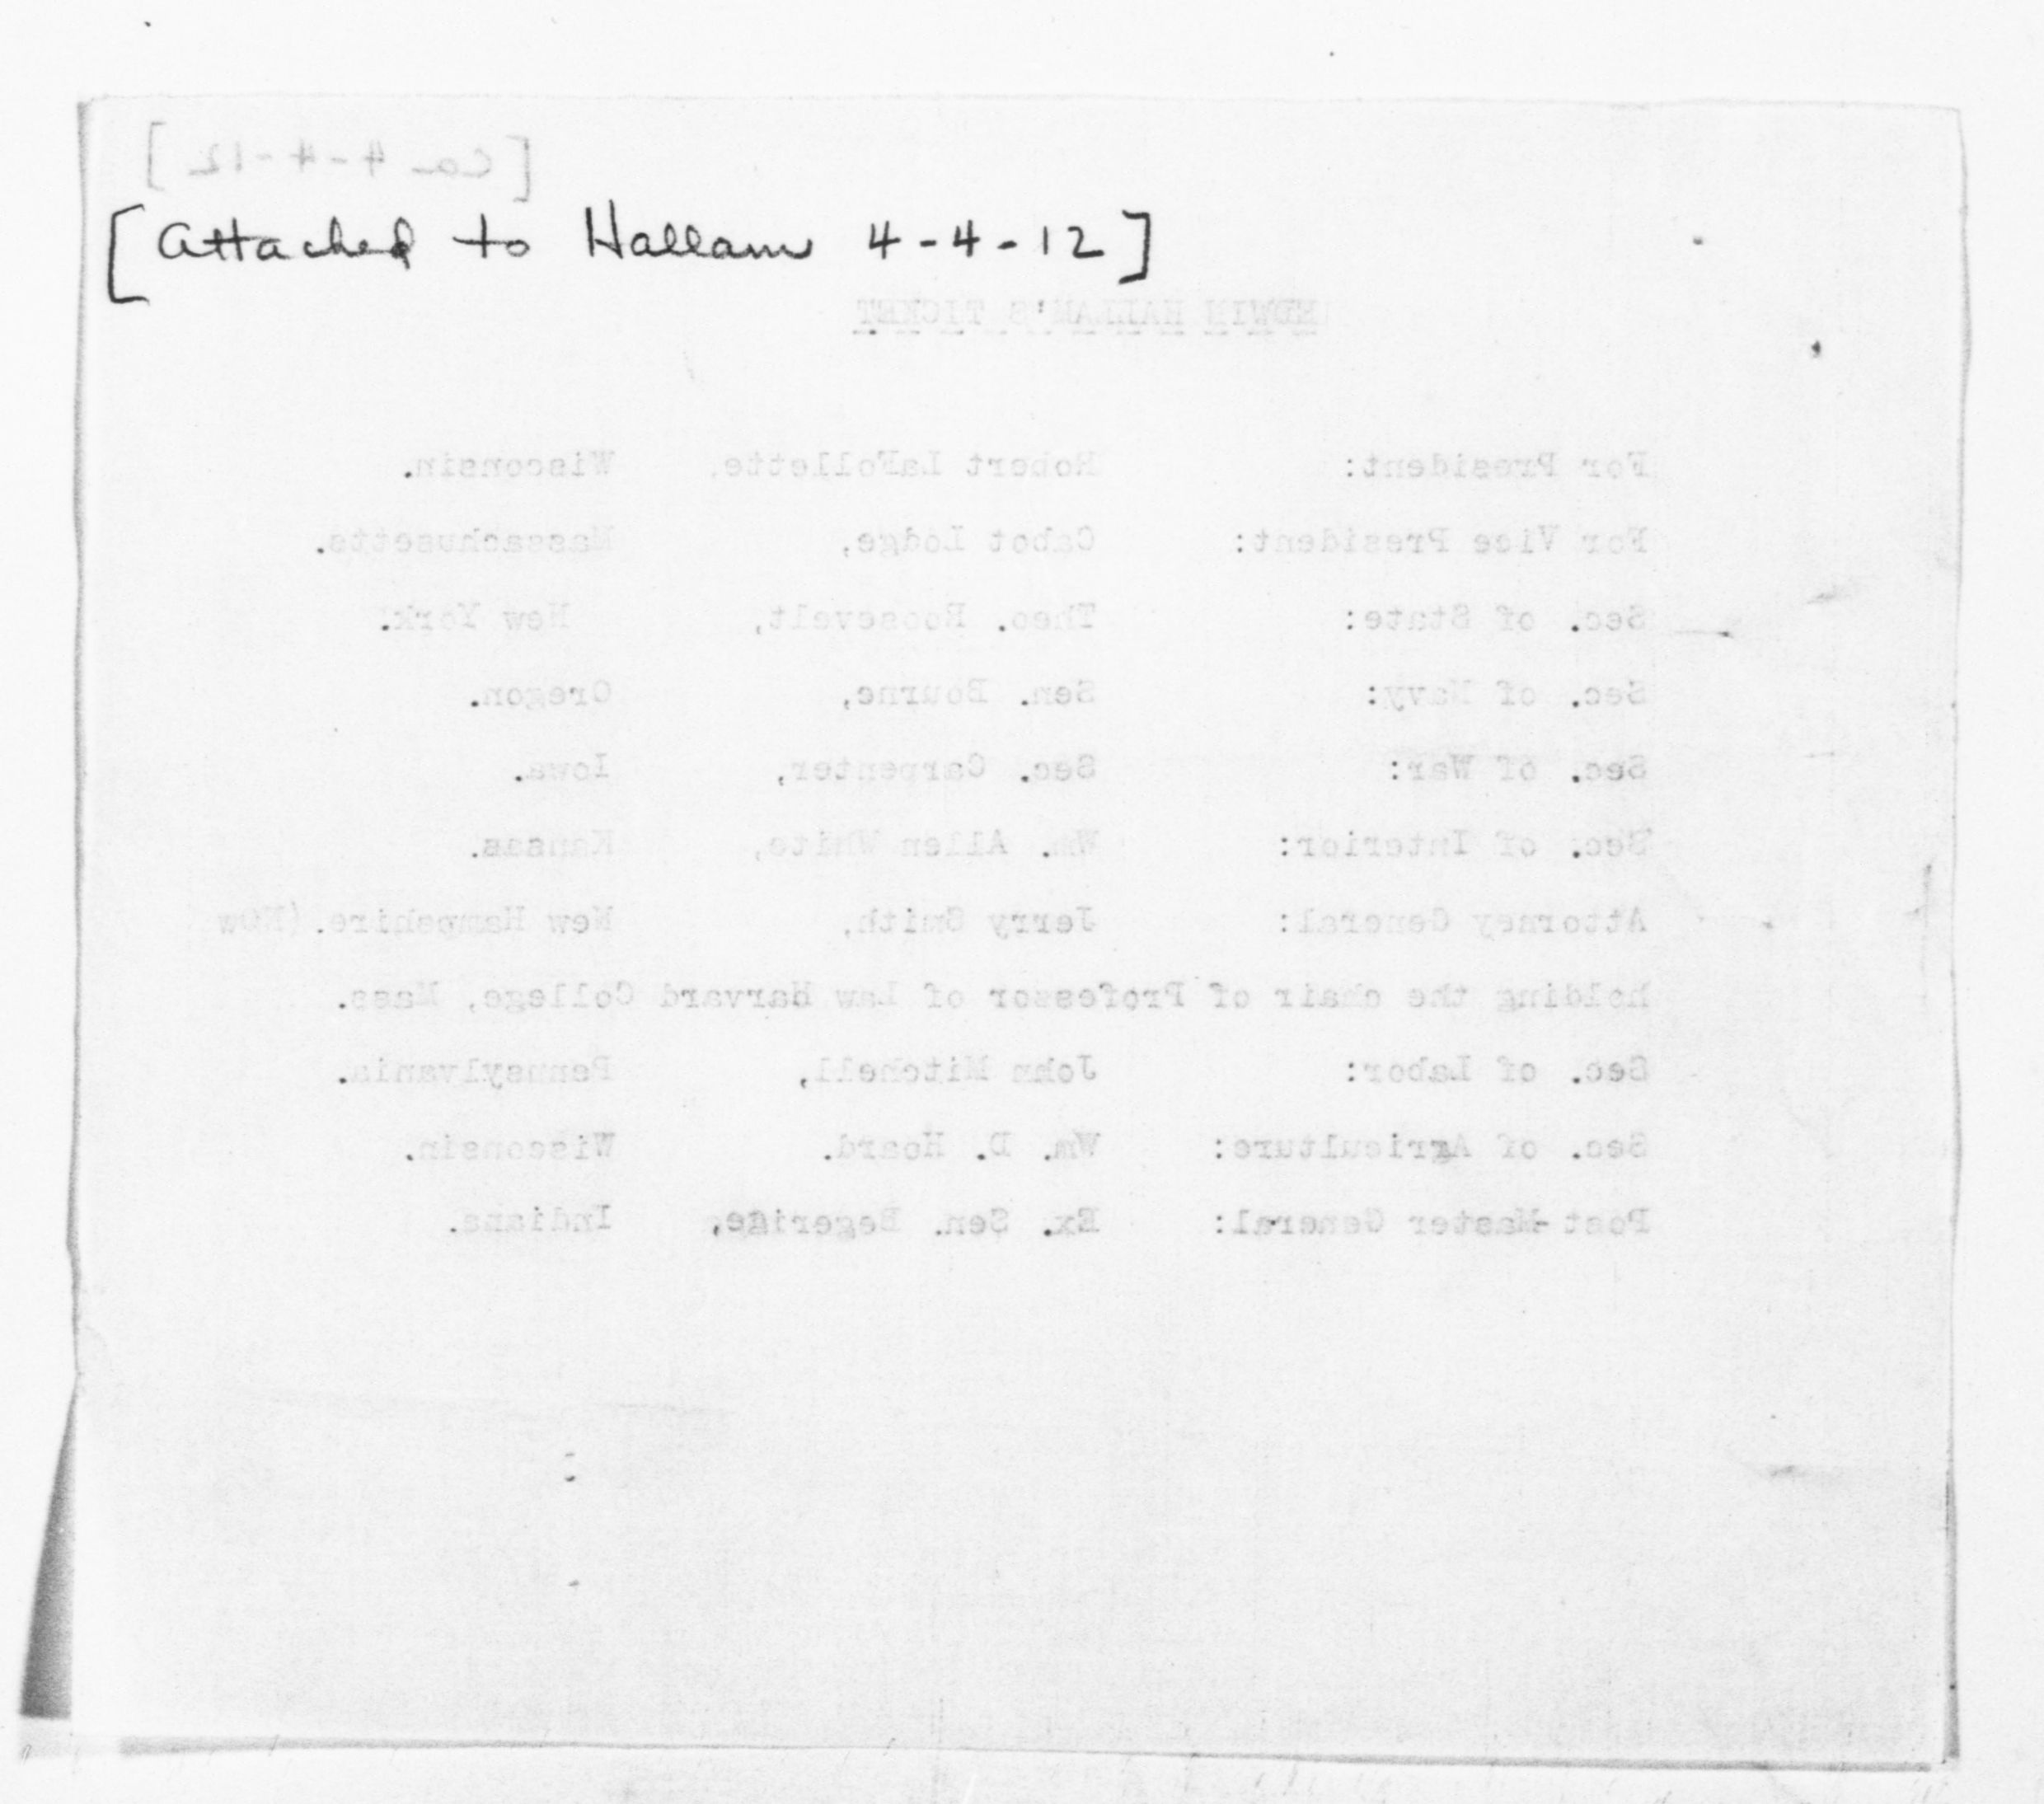 [Ca 4-4-12]
[Attached to Hallam 4-4-12]
EDWIN HALLAM'S TICKET
For President: Robert LaFollette, Wisconsin.
For Vice President: Cabot Lodge, Massachusetts.
Sec. of State: Theo. Roosevelt, New York.
Sec. of Navy: Sen. Bourne, Oregon.
Sec. of War: Sec. Carpenter, Iowa.
Sec. of Interior: Wm. Allen White, Kansas.
Attorney General: Jerry Smith, New Hampshire. (Now
holding the chair of Professor of Law Harvard College, Mass.
Sec. of Labor: John Mitchell, Pennsylvania.
Sec. of Agriculture: Wm. D. Hoard. Wisconsin.
Post-Master General: Ex. Sen. Indiana.